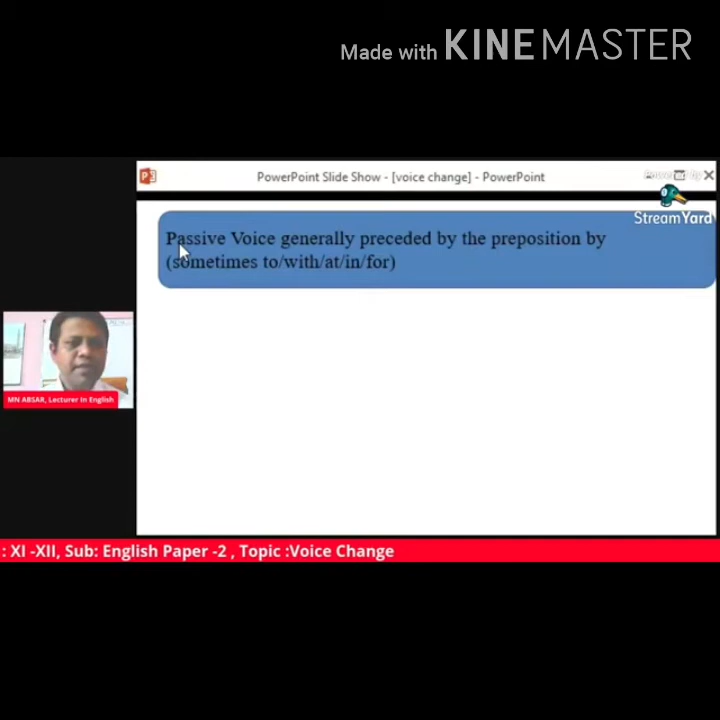 Made with KINEMASTER
PowerPoint Slide Show - [voice change] - PowerPoint
StreamYard
Passive Voice generally preceded by the preposition by
(sometimes to/with/at/in/for)
MN ABSAR, Lecturer in English
: XI -XII, Sub: English Paper -2 , Topic :Voice Change